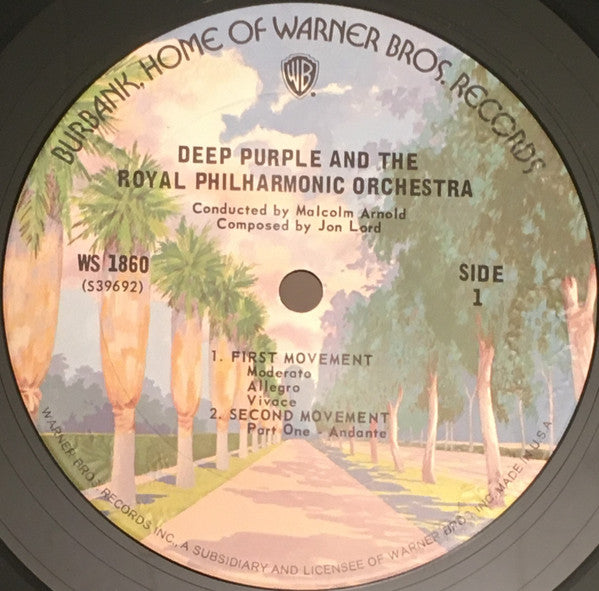 BURBANK, HOME OF WARNER BROS. RECORDS
WB
DEEP PURPLE AND THE
ROYAL PHILHARMONIC ORCHESTRA
Conducted by Malcolm Arnold
Composed by Jon Lord
WS 1860
(S39692)
SIDE
1
1. FIRST MOVEMENT
Moderato
Allegro
Vivace
2. SECOND MOVEMENT
Part One - Andante
WARNER BROS. RECORDS INC., A SUBSIDIARY AND LICENSEE OF WARNER BROS. INC. MADE IN U.S.A.